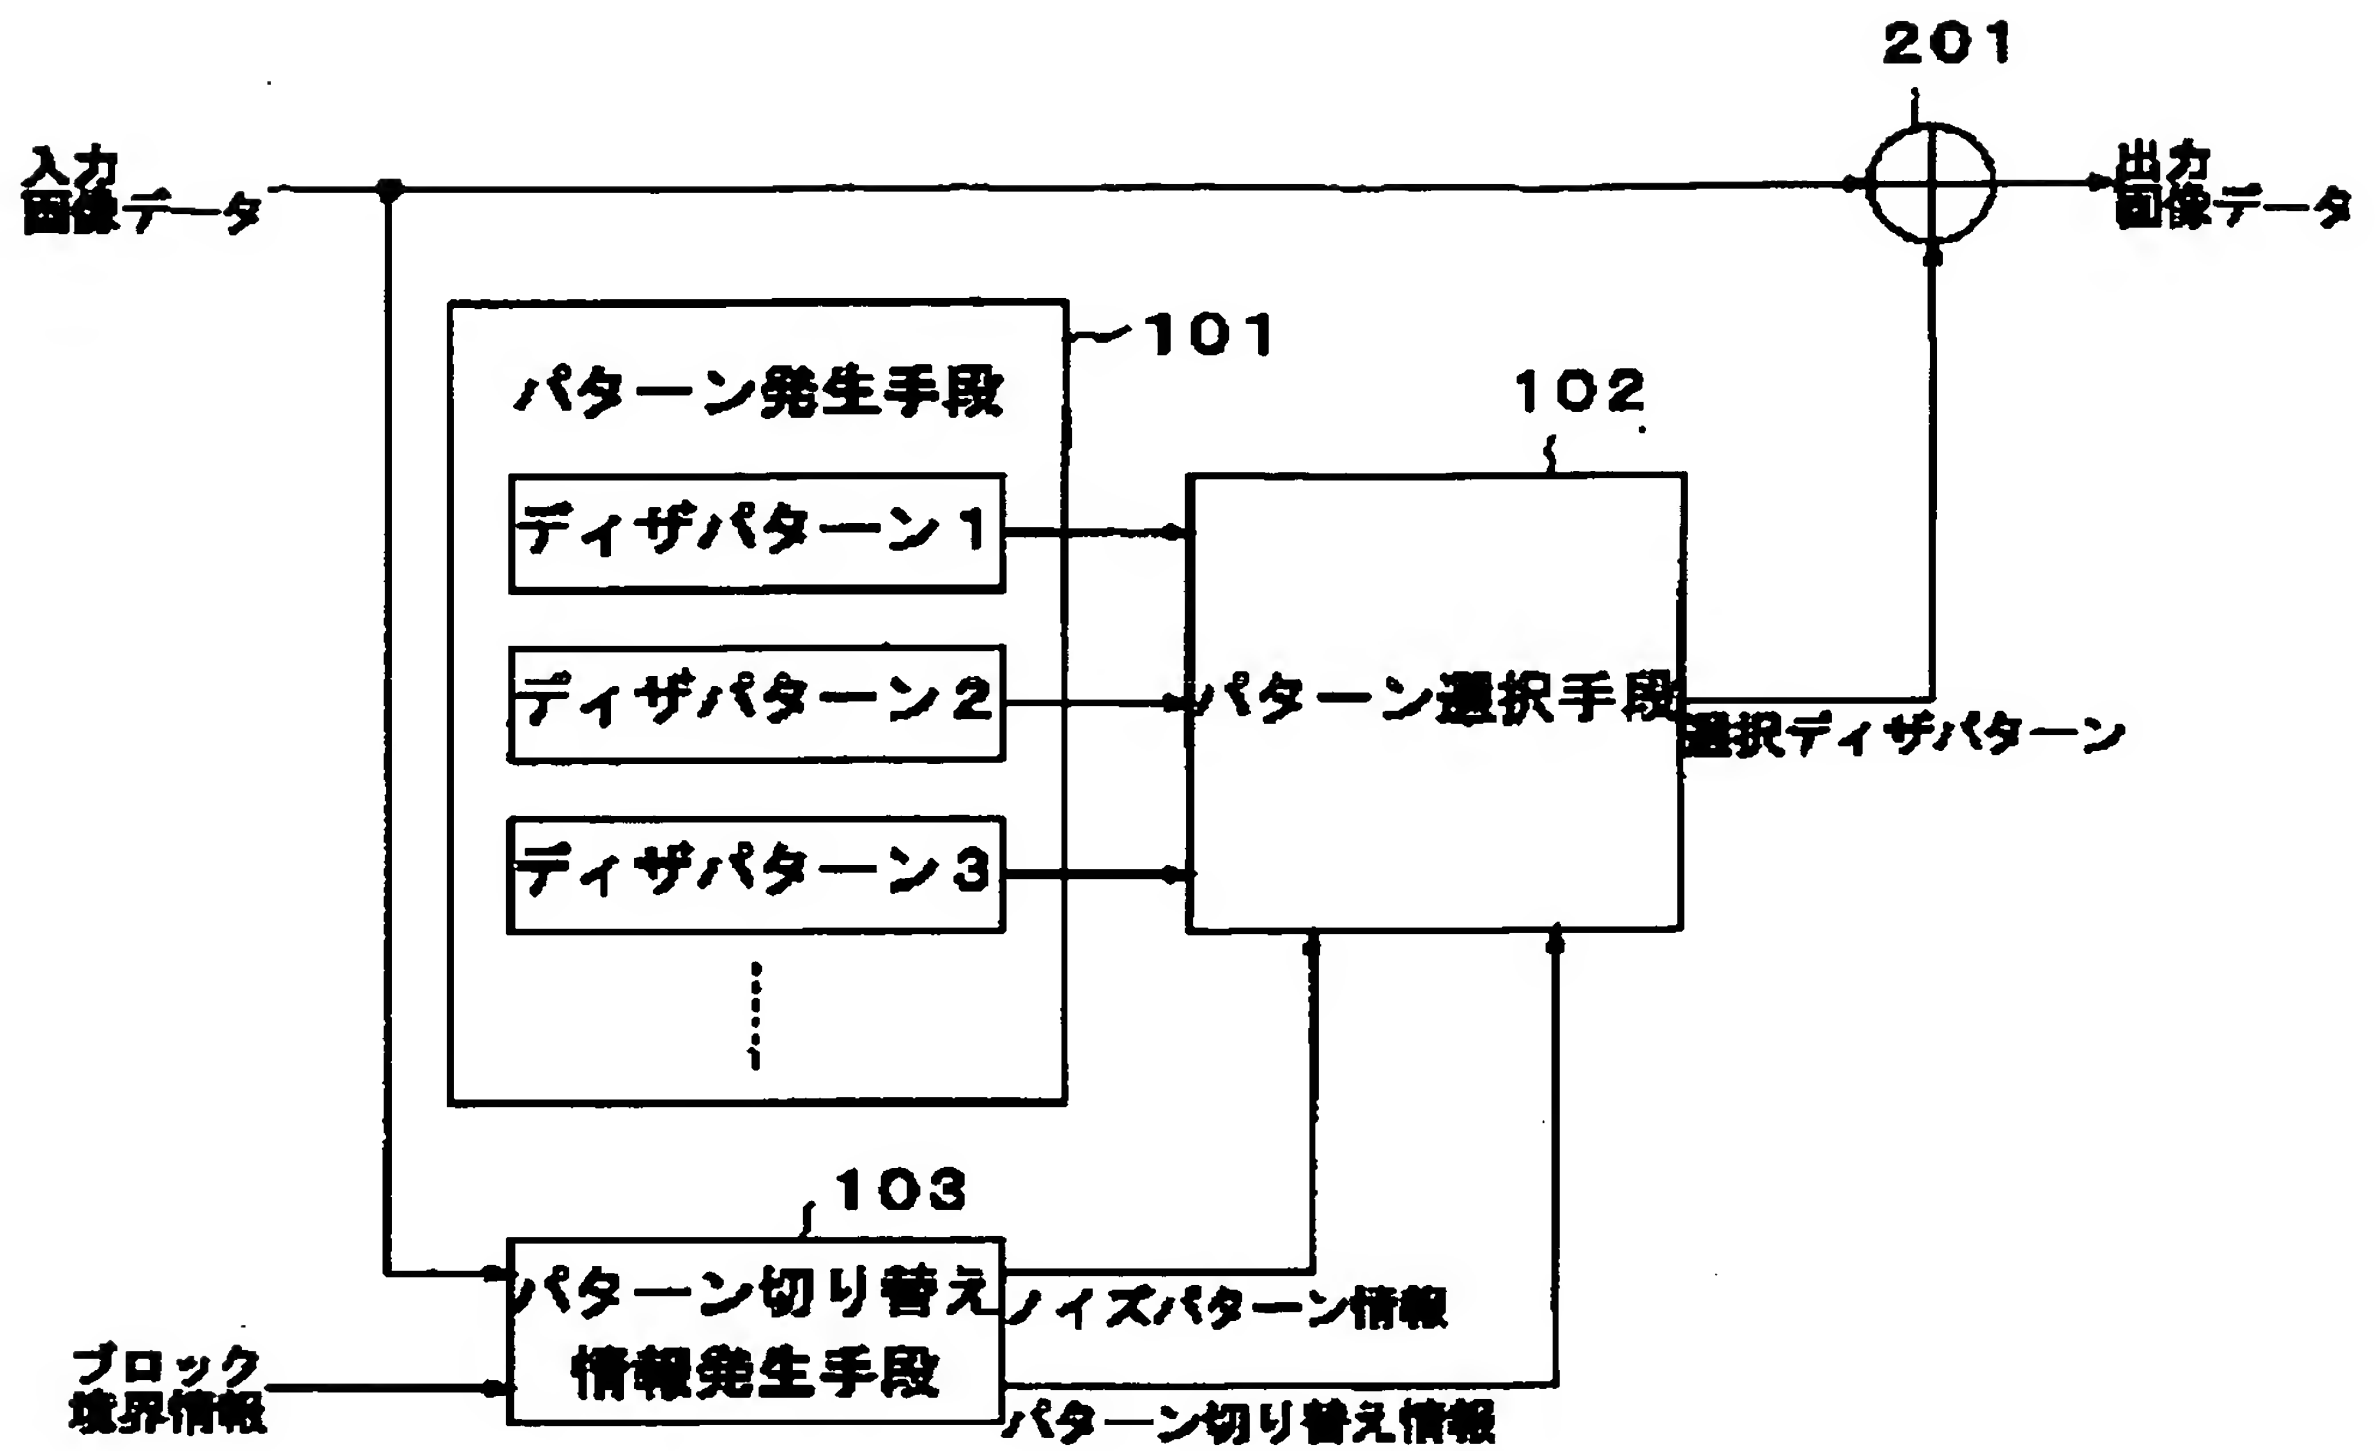 201
入力
画像データ
出力
画像データ
101
パターン発生手段
102
ディザパターン1
ディザパターン2
パターン選択手段
選択ディザパターン
ディザパターン3
103
パターン切り替え
情報発生手段
ノイズパターン情報
ブロック
境界情報
パターン切り替え情報